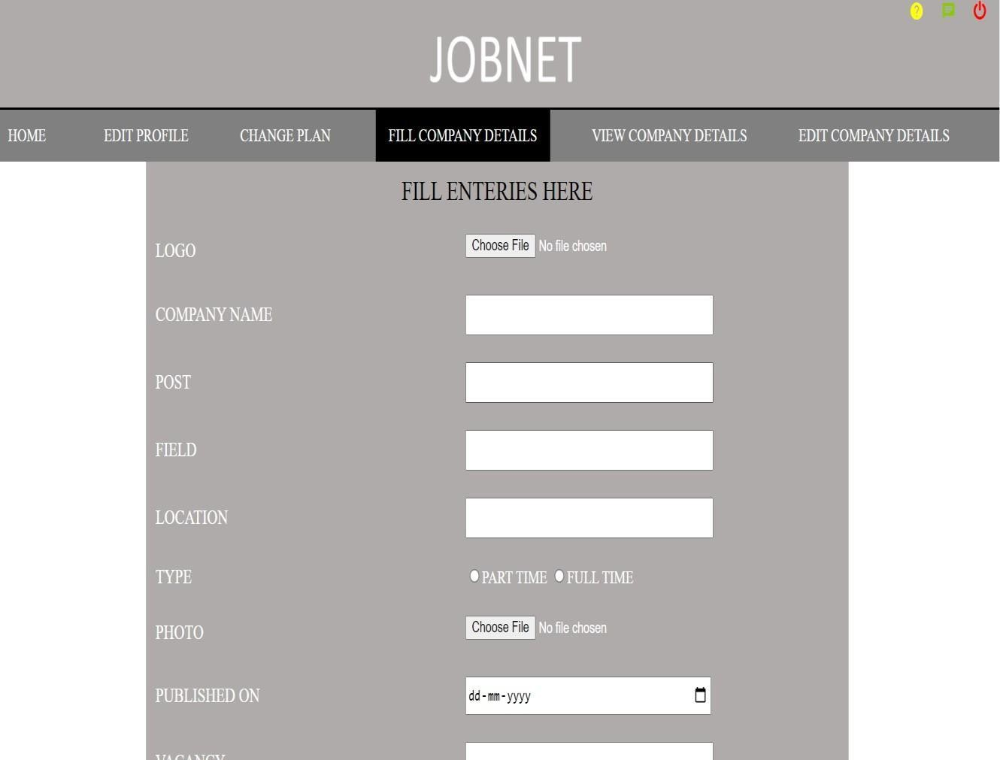 ?
JOBNET
HOME EDIT PROFILE CHANGE PLAN FILL COMPANY DETAILS VIEW COMPANY DETAILS EDIT COMPANY DETAILS
FILL ENTERIES HERE
LOGO Choose File No file chosen
COMPANY NAME
POST
FIELD
LOCATION
TYPE PART TIME FULL TIME
PHOTO Choose File No file chosen
PUBLISHED ON dd-mm-yyyy
VACANCY